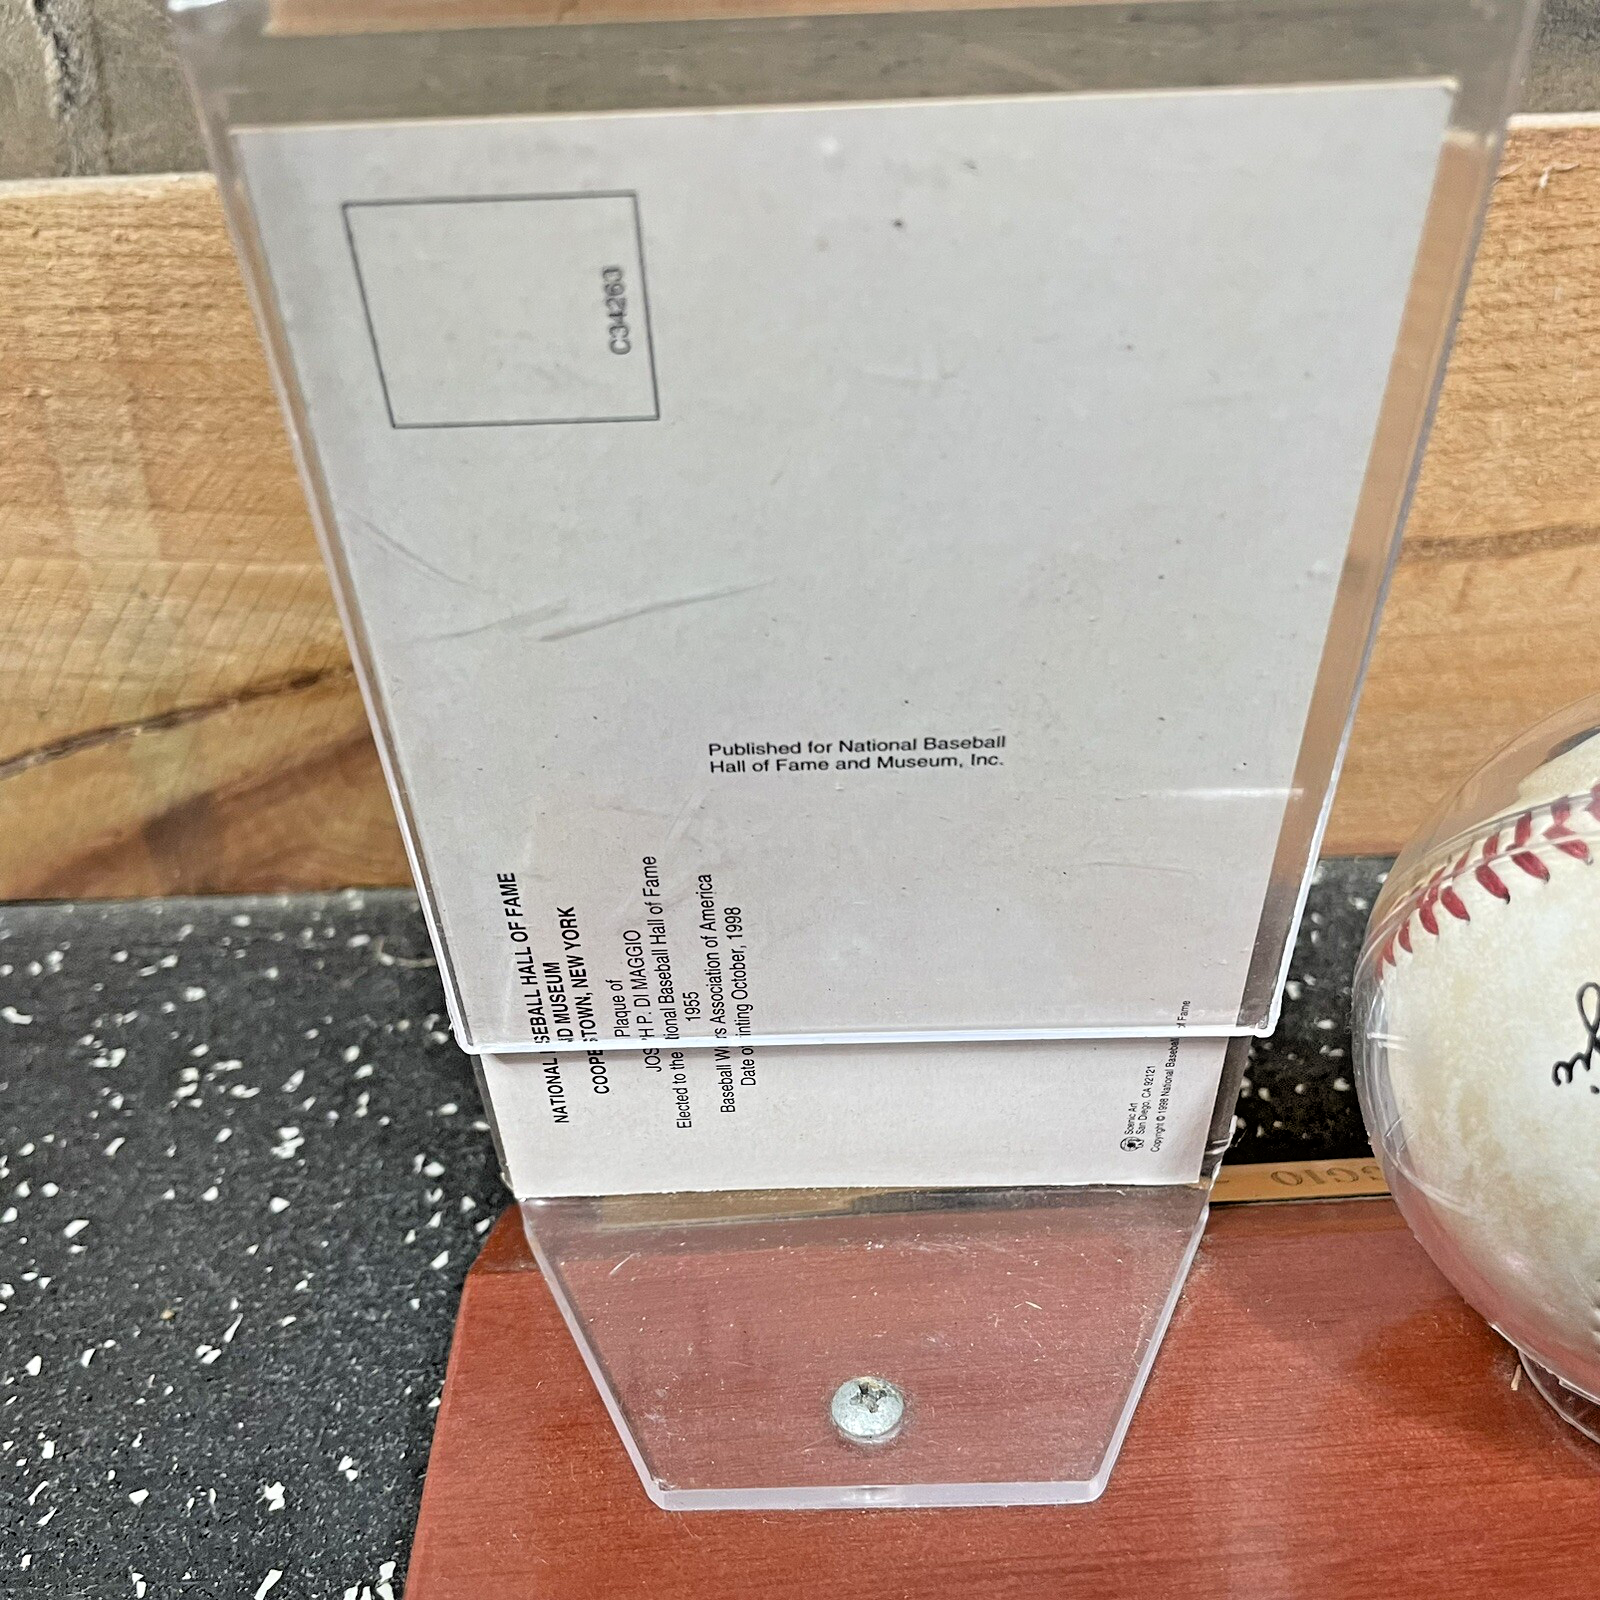 C34263
Published for National Baseball
Hall of Fame and Museum, Inc.
NATIONAL BASEBALL HALL OF FAME
AND MUSEUM
COOPERSTOWN, NEW YORK
Plaque of
JOSEPH P. DI MAGGIO
Elected to the National Baseball Hall of Fame
1955
Baseball Writers Association of America
Date of Printing October, 1998
Scenic Art
San Diego, CA 92121
Copyright © 1998 National Baseball Hall of Fame